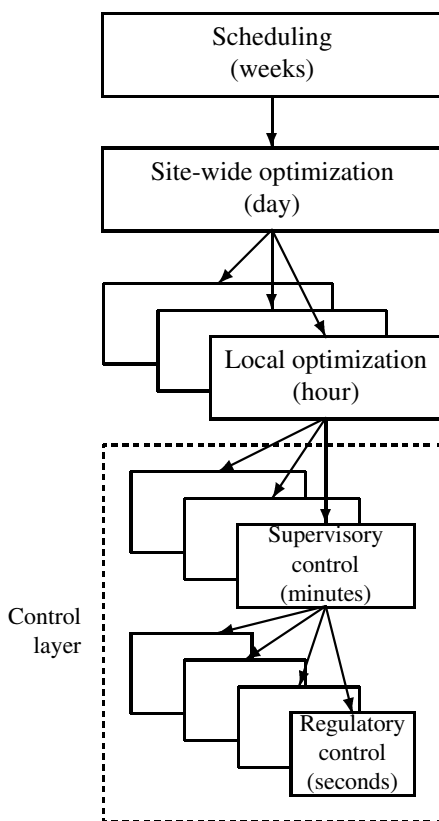 Scheduling
(weeks)
Site-wide optimization
(day)
Local optimization
(hour)
Supervisory
control
(minutes)
Control
layer
Regulatory
control
(seconds)